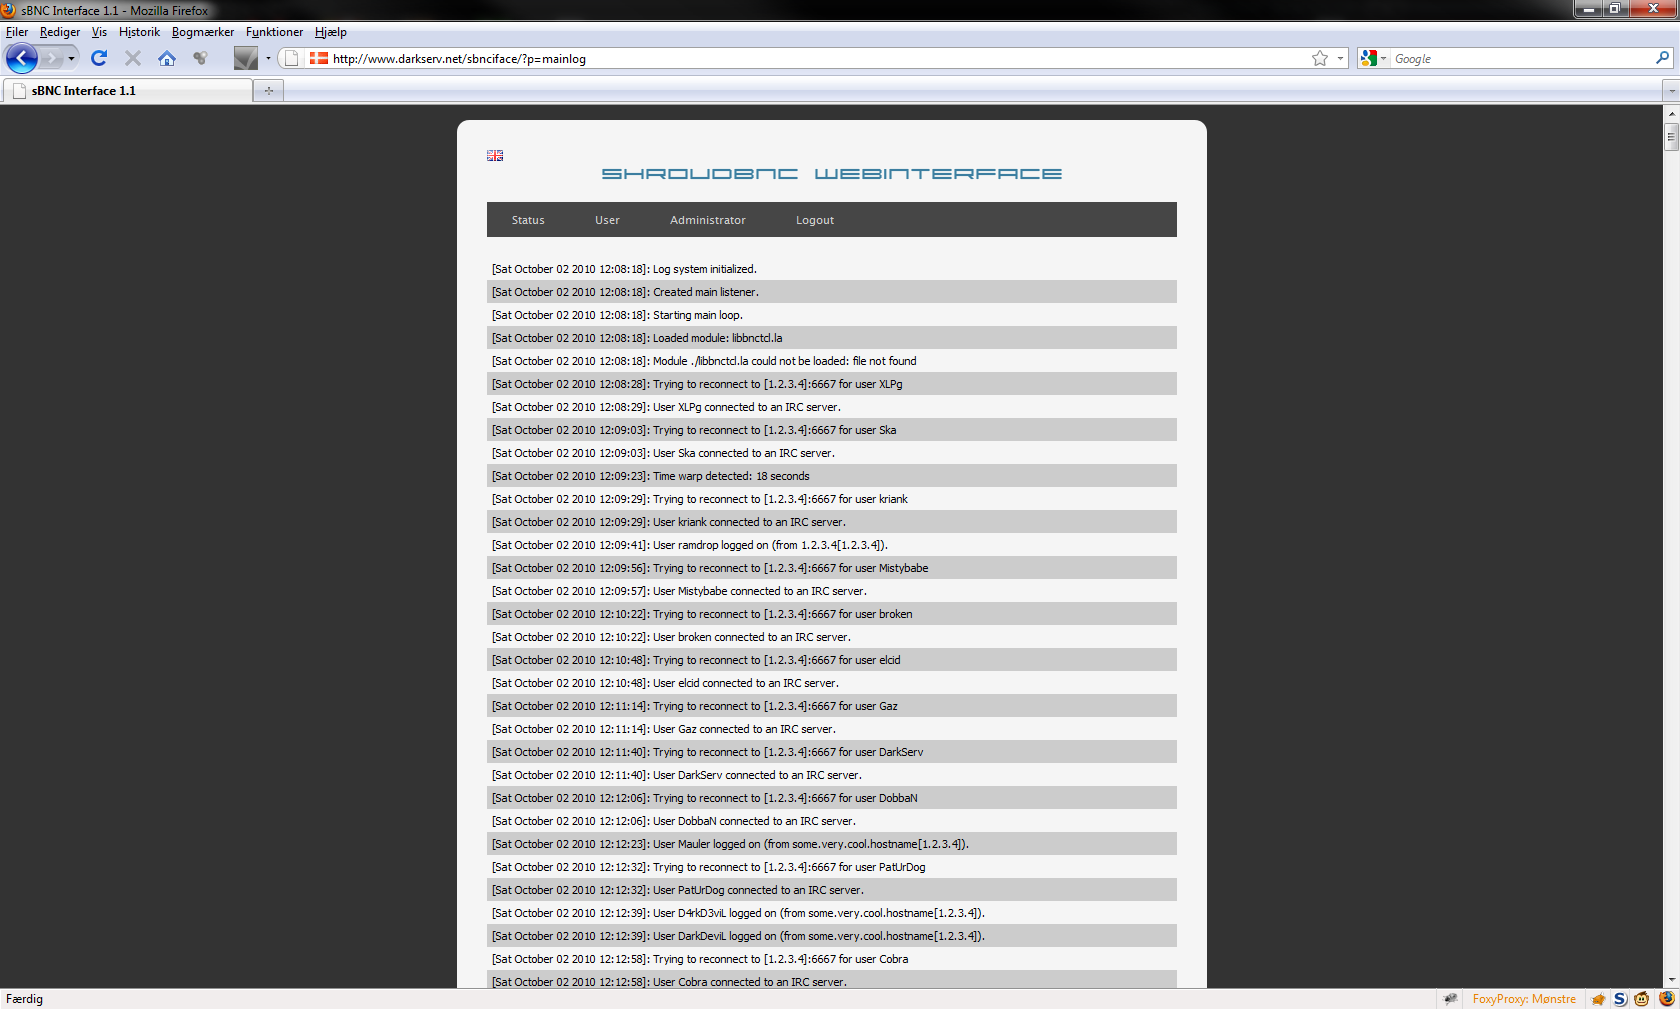 sBNC Interface 1.1 - Mozilla Firefox
Filer Rediger Vis Historik Bogmærker Funktioner Hjælp
http://www.darkserv.net/sbnciface/?p=mainlog
Google
sBNC Interface 1.1
SHROUDBNC WEBINTERFACE
Status User Administrator Logout
[Sat October 02 2010 12:08:18]: Log system initialized.
[Sat October 02 2010 12:08:18]: Created main listener.
[Sat October 02 2010 12:08:18]: Starting main loop.
[Sat October 02 2010 12:08:18]: Loaded module: libbnctcl.la
[Sat October 02 2010 12:08:18]: Module ./libbnctcl.la could not be loaded: file not found
[Sat October 02 2010 12:08:28]: Trying to reconnect to [1.2.3.4]:6667 for user XLPg
[Sat October 02 2010 12:08:29]: User XLPg connected to an IRC server.
[Sat October 02 2010 12:09:03]: Trying to reconnect to [1.2.3.4]:6667 for user Ska
[Sat October 02 2010 12:09:03]: User Ska connected to an IRC server.
[Sat October 02 2010 12:09:23]: Time warp detected: 18 seconds
[Sat October 02 2010 12:09:29]: Trying to reconnect to [1.2.3.4]:6667 for user kriank
[Sat October 02 2010 12:09:29]: User kriank connected to an IRC server.
[Sat October 02 2010 12:09:41]: User ramdrop logged on (from 1.2.3.4[1.2.3.4]).
[Sat October 02 2010 12:09:56]: Trying to reconnect to [1.2.3.4]:6667 for user Mistybabe
[Sat October 02 2010 12:09:57]: User Mistybabe connected to an IRC server.
[Sat October 02 2010 12:10:22]: Trying to reconnect to [1.2.3.4]:6667 for user broken
[Sat October 02 2010 12:10:22]: User broken connected to an IRC server.
[Sat October 02 2010 12:10:48]: Trying to reconnect to [1.2.3.4]:6667 for user elcid
[Sat October 02 2010 12:10:48]: User elcid connected to an IRC server.
[Sat October 02 2010 12:11:14]: Trying to reconnect to [1.2.3.4]:6667 for user Gaz
[Sat October 02 2010 12:11:14]: User Gaz connected to an IRC server.
[Sat October 02 2010 12:11:40]: Trying to reconnect to [1.2.3.4]:6667 for user DarkServ
[Sat October 02 2010 12:11:40]: User DarkServ connected to an IRC server.
[Sat October 02 2010 12:12:06]: Trying to reconnect to [1.2.3.4]:6667 for user DobbaN
[Sat October 02 2010 12:12:06]: User DobbaN connected to an IRC server.
[Sat October 02 2010 12:12:23]: User Mauler logged on (from some.very.cool.hostname[1.2.3.4]).
[Sat October 02 2010 12:12:32]: Trying to reconnect to [1.2.3.4]:6667 for user PatUrDog
[Sat October 02 2010 12:12:32]: User PatUrDog connected to an IRC server.
[Sat October 02 2010 12:12:39]: User D4rkD3viL logged on (from some.very.cool.hostname[1.2.3.4]).
[Sat October 02 2010 12:12:39]: User DarkDeviL logged on (from some.very.cool.hostname[1.2.3.4]).
[Sat October 02 2010 12:12:58]: Trying to reconnect to [1.2.3.4]:6667 for user Cobra
[Sat October 02 2010 12:12:58]: User Cobra connected to an IRC server.
Færdig
FoxyProxy: Mønstre